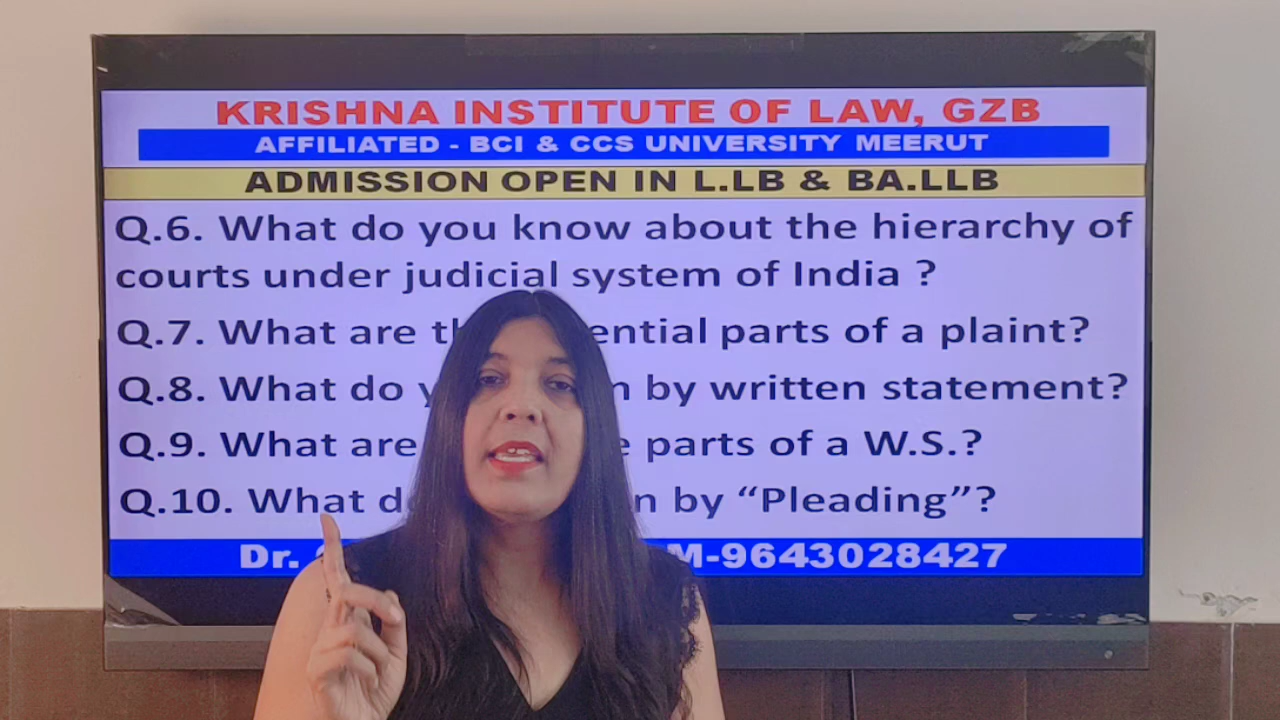 KRISHNA INSTITUTE OF LAW, GZB
AFFILIATED - BCI & CCS UNIVERSITY MEERUT
ADMISSION OPEN IN L.LB & BA.LLB
Q.6. What do you know about the hierarchy of
courts under judicial system of India ?
Q.7. What are parts of a plaint?
Q.8. What do by written statement?
Q.9. What are parts of a W.S.?
Q.10. What by “Pleading”?
Dr. M-9643028427